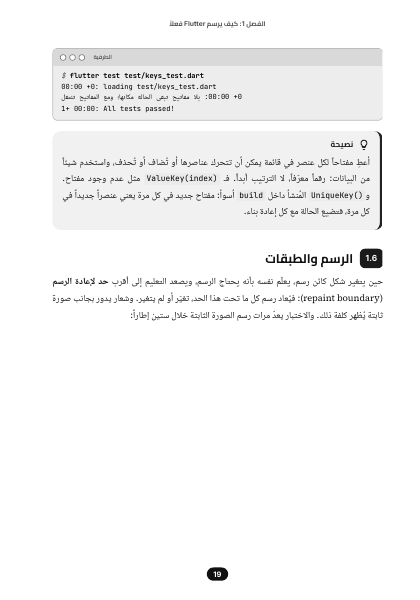 الفصل 1: كيف يرسم Flutter فعلاً
الطرفية
$ flutter test test/keys_test.dart
00:00 +0: loading test/keys_test.dart
00:00 +0: بلا مفاتيح تبقى الحالة مكانها؛ ومع المفاتيح تنتقل
00:00 +1: All tests passed!
نصيحة
أعطِ مفتاحاً لكل عنصر في قائمة يمكن أن تتحرك عناصرها أو تُضاف أو تُحذف، واستخدم شيئاً
من البيانات: رقماً معرّفاً، لا الترتيب أبداً. فـ ValueKey(index) مثل عدم وجود مفتاح.
و UniqueKey() المُنشأ داخل build أسوأ: مفتاح جديد في كل مرة يعني عنصراً جديداً في
كل مرة، فتضيع الحالة مع كل إعادة بناء.
1.6 الرسم والطبقات
حين يتغير شكل كائن رسم، يعلّم نفسه بأنه يحتاج الرسم، ويصعد التعليم إلى أقرب حد لإعادة الرسم
(repaint boundary): فيُعاد رسم كل ما تحت هذا الحد، تغيّر أو لم يتغير. وشعار يدور بجانب صورة
ثابتة يُظهر كلفة ذلك. والاختبار يعدّ مرات رسم الصورة الثابتة خلال ستين إطاراً:
19